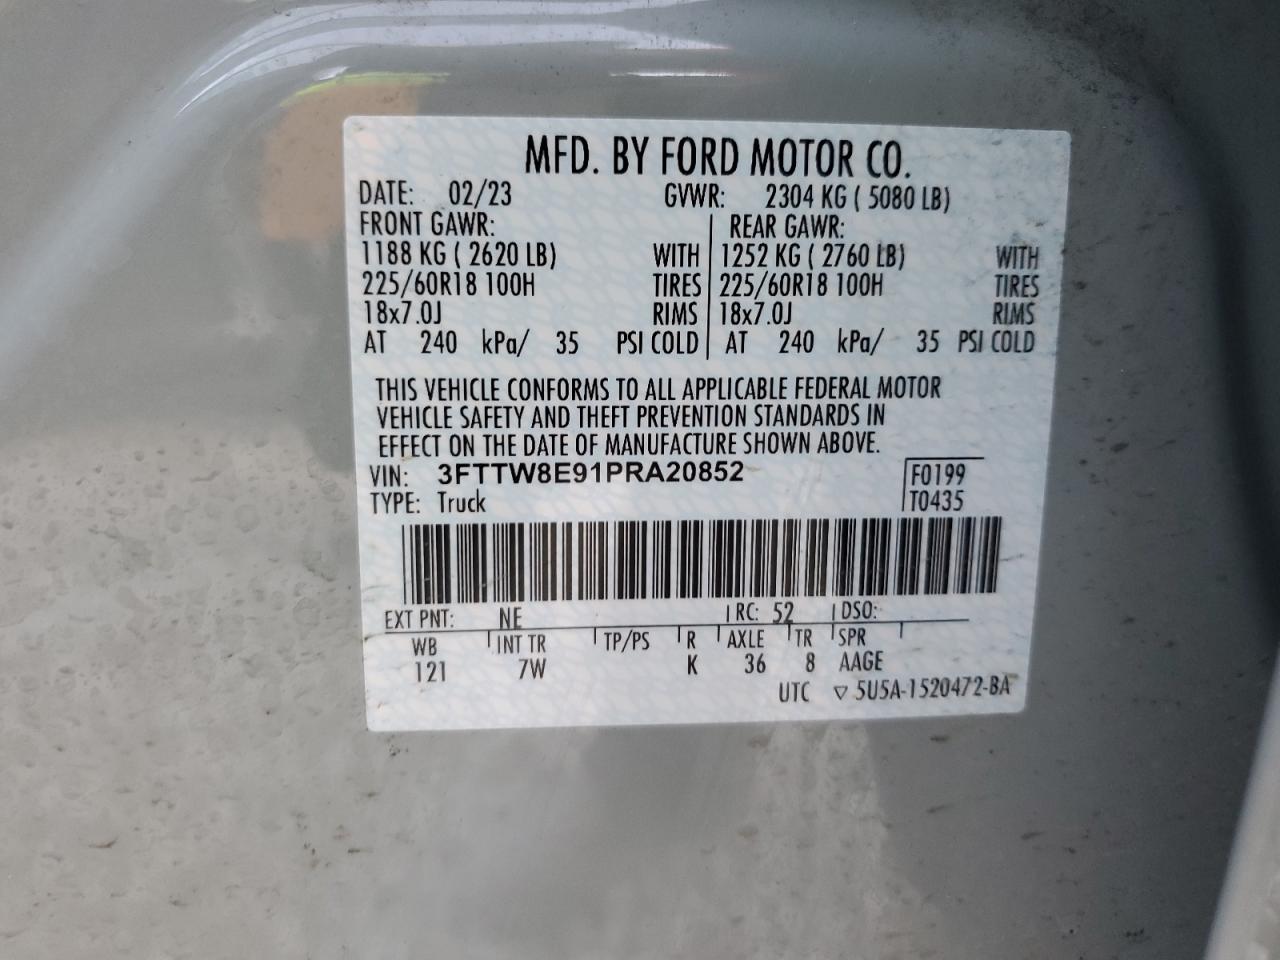 MFD. BY FORD MOTOR CO.
DATE: 02/23 GVWR: 2304 KG ( 5080 LB)
FRONT GAWR: REAR GAWR:
1188 KG ( 2620 LB) WITH 1252 KG ( 2760 LB) WITH
225/60R18 100H TIRES 225/60R18 100H TIRES
18x7.0J RIMS 18x7.0J RIMS
AT 240 kPa/ 35 PSI COLD AT 240 kPa/ 35 PSI COLD
THIS VEHICLE CONFORMS TO ALL APPLICABLE FEDERAL MOTOR
VEHICLE SAFETY AND THEFT PREVENTION STANDARDS IN
EFFECT ON THE DATE OF MANUFACTURE SHOWN ABOVE.
VIN: 3FTTW8E91PRA20852 F0199
TYPE: Truck T0435
EXT PNT: NE RC: 52 DSO:
WB INT TR TP/PS R AXLE TR SPR
121 7W K 36 8 AAGE
UTC ▽ 5U5A-1520472-BA